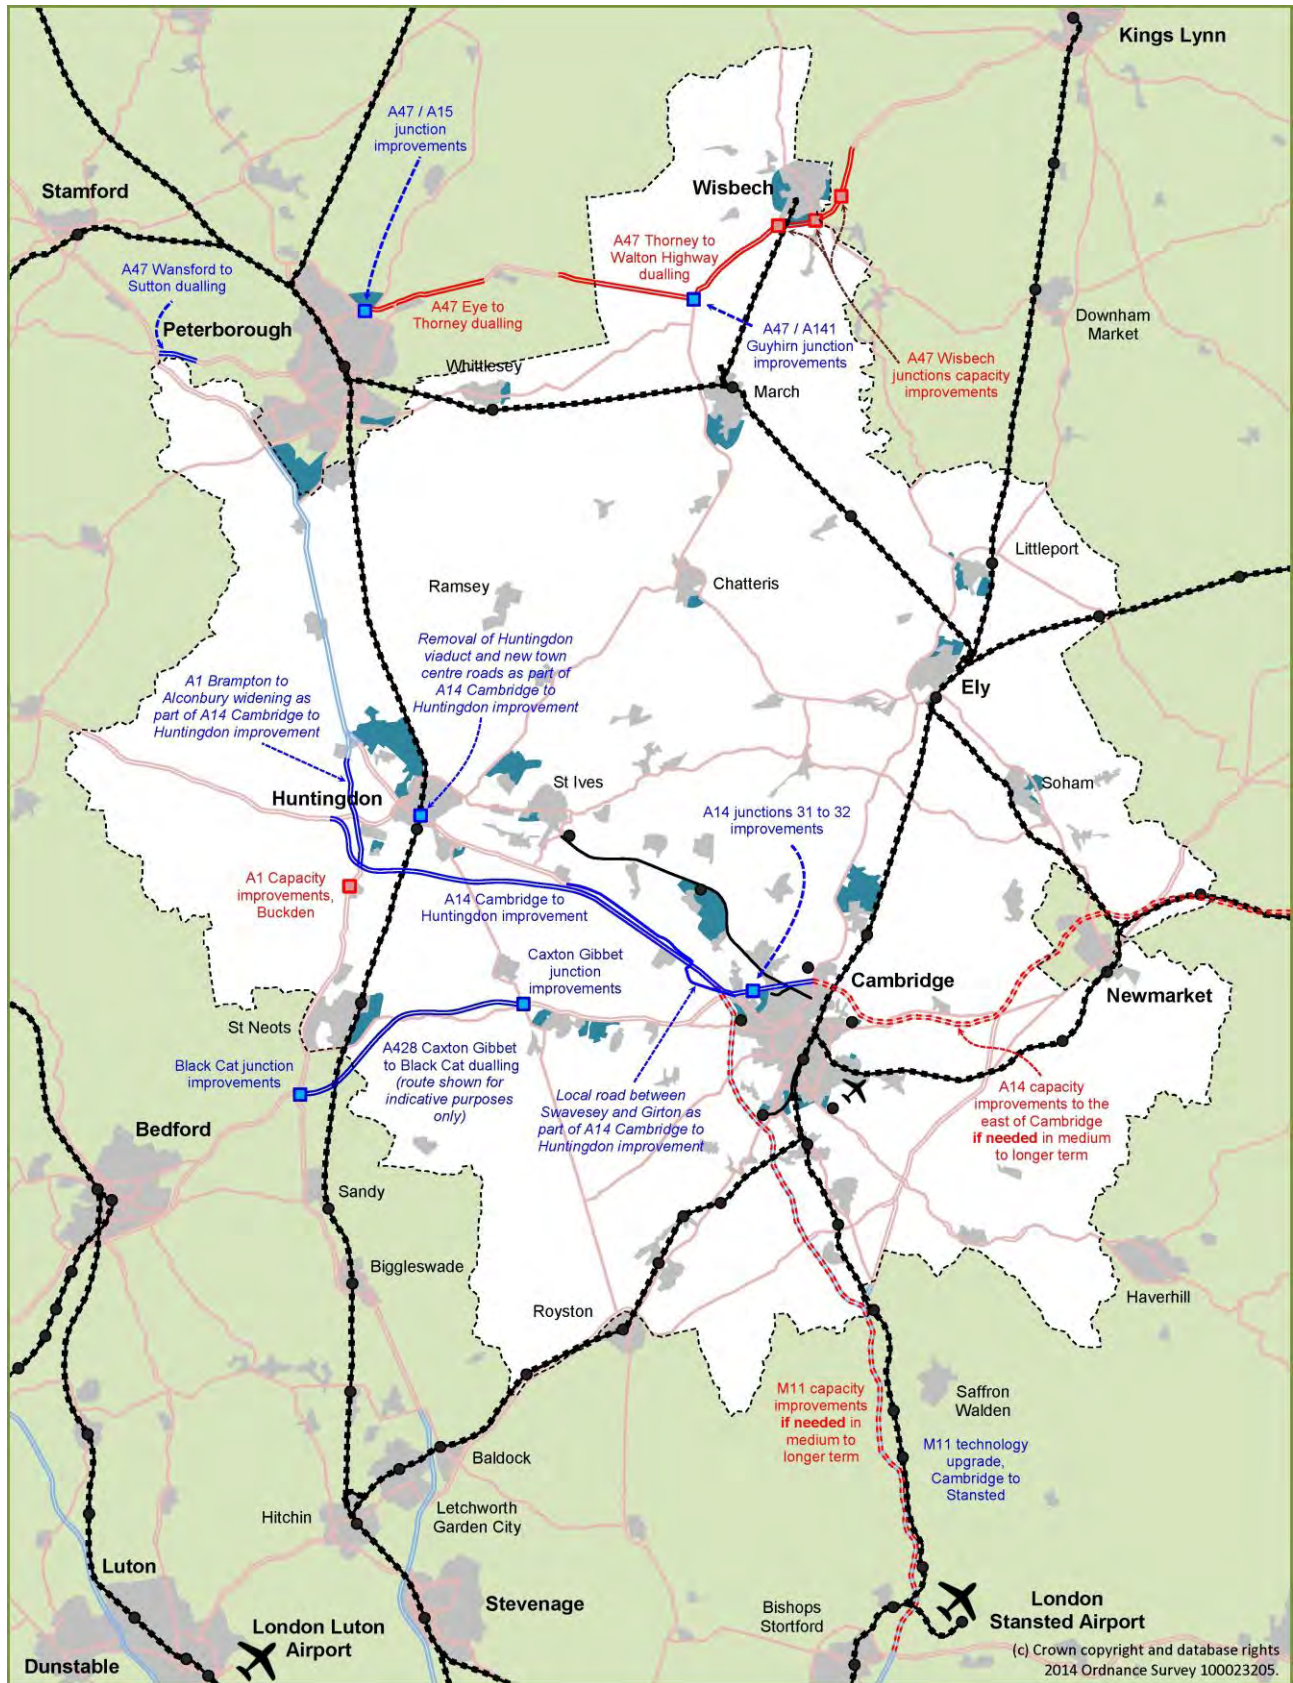 Kings Lynn
A47 / A15
junction
improvements
Stamford
Wisbech
A47 Wansford to
Sutton dualling
A47 Thorney to
Walton Highway
dualling
Peterborough
A47 Eye to
Thorney dualling
Downham
Market
A47 / A141
Guyhirn junction
improvements
A47 Wisbech
junctions capacity
improvements
Whittlesey
March
Littleport
Ramsey
Chatteris
Removal of Huntingdon
viaduct and new town
centre roads as part of
A14 Cambridge to
Huntingdon improvement
A1 Brampton to
Alconbury widening as
part of A14 Cambridge to
Huntingdon improvement
Ely
Huntingdon
St Ives
Soham
A14 junctions 31 to 32
improvements
A1 Capacity
improvements,
Buckden
A14 Cambridge to
Huntingdon improvement
Caxton Gibbet
junction
improvements
Cambridge
Newmarket
St Neots
A428 Caxton Gibbet
to Black Cat dualling
(route shown for
indicative purposes
only)
Black Cat junction
improvements
Local road between
Swavesey and Girton as
part of A14 Cambridge to
Huntingdon improvement
A14 capacity
improvements to the
east of Cambridge
if needed in medium
to longer term
Bedford
Sandy
Biggleswade
Royston
Haverhill
M11 capacity
improvements
if needed in
medium to
longer term
Saffron
Walden
M11 technology
upgrade,
Cambridge to
Stansted
Baldock
Hitchin
Letchworth
Garden City
Luton
Stevenage
London Luton
Airport
Dunstable
Bishops
Stortford
London
Stansted Airport
(c) Crown copyright and database rights
2014 Ordnance Survey 100023205.